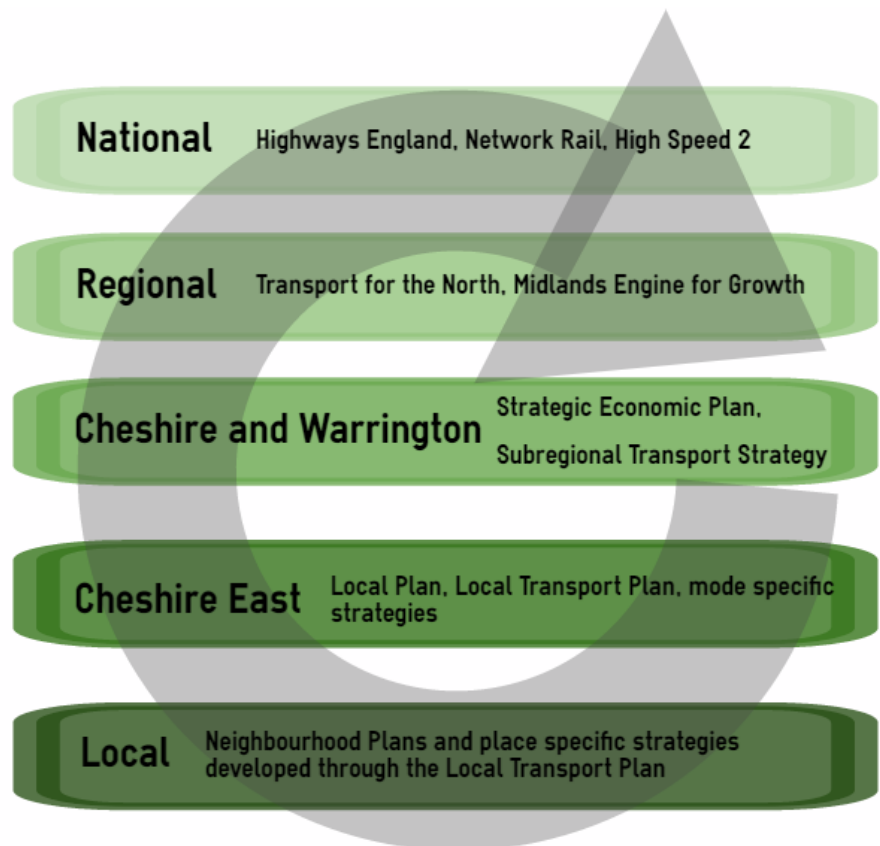 National
Highways England, Network Rail, High Speed 2
Regional
Transport for the North, Midlands Engine for Growth
Cheshire and Warrington
Strategic Economic Plan,
Subregional Transport Strategy
Cheshire East
Local Plan, Local Transport Plan, mode specific
strategies
Local
Neighbourhood Plans and place specific strategies
developed through the Local Transport Plan